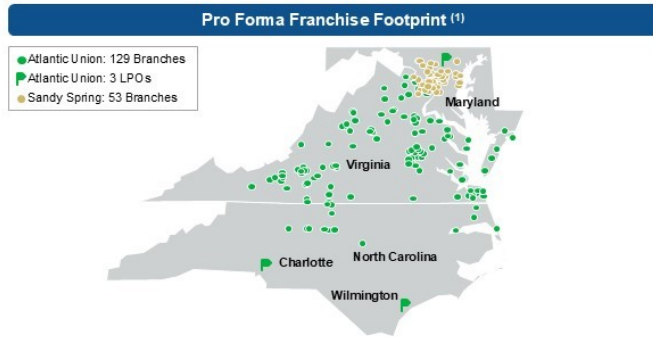 Pro Forma Franchise Footprint (1)
Atlantic Union: 129 Branches
Atlantic Union: 3 LPOs
Sandy Spring: 53 Branches
Maryland
Virginia
Charlotte
North Carolina
Wilmington